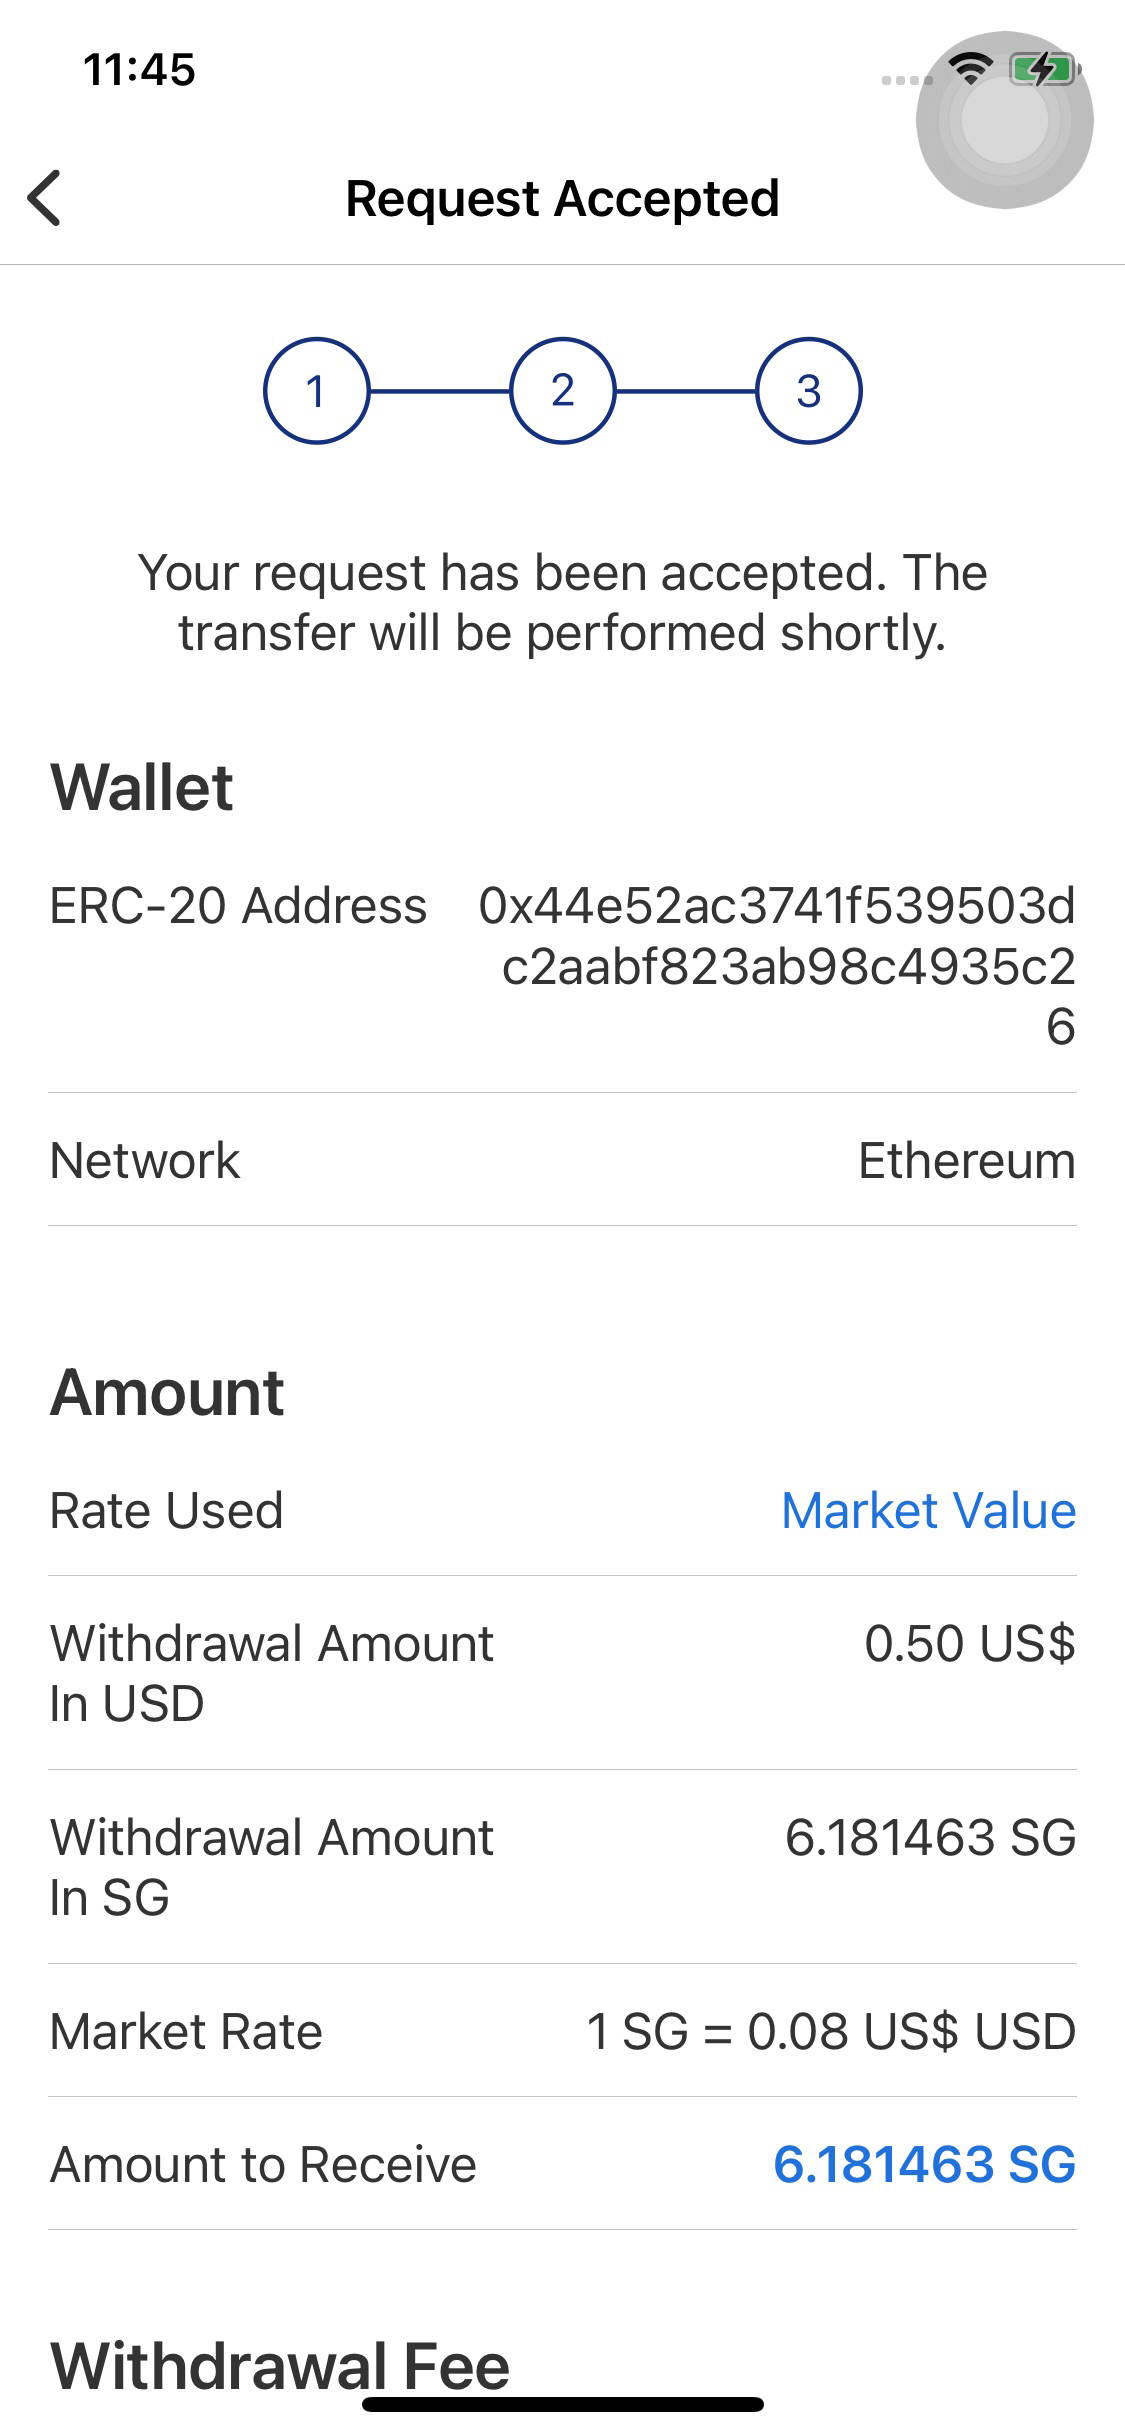 11:45
Request Accepted
1
2
3
Your request has been accepted. The
transfer will be performed shortly.
Wallet
ERC-20 Address
0x44e52ac3741f539503d
c2aabf823ab98c4935c2
6
Network
Ethereum
Amount
Rate Used
Market Value
Withdrawal Amount
In USD
0.50 US$
Withdrawal Amount
In SG
6.181463 SG
Market Rate
1 SG = 0.08 US$ USD
Amount to Receive
6.181463 SG
Withdrawal Fee